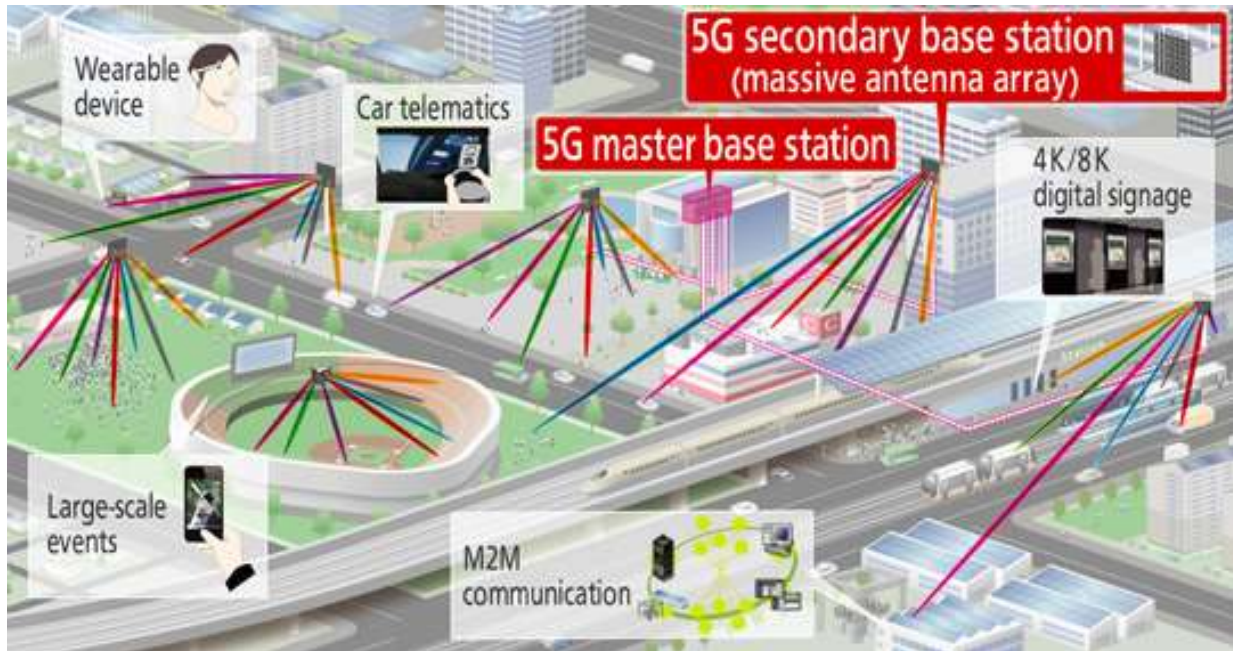 5G secondary base station
(massive antenna array)
Wearable
device
Car telematics
5G master base station
4K/8K
digital signage
Large-scale
events
M2M
communication